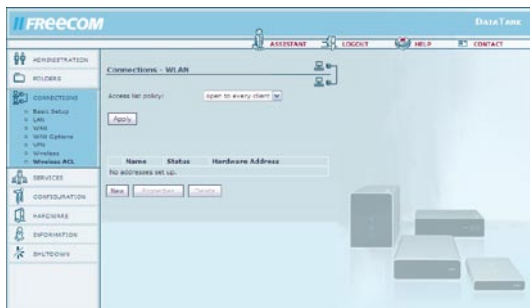 FREECOM
DATATANK
ASSISTANT LOGOUT HELP CONTACT
ADMINISTRATION
FOLDERS
CONNECTIONS
Basic Setup
LAN
WAN
WAN Options
VPN
Wireless
Wireless ACL
SERVICES
CONFIGURATION
HARDWARE
INFORMATION
SHUTDOWN
Connections - WLAN
Access list policy: open to every client
Apply
Name Status Hardware Address
No addresses set up.
New Properties Delete